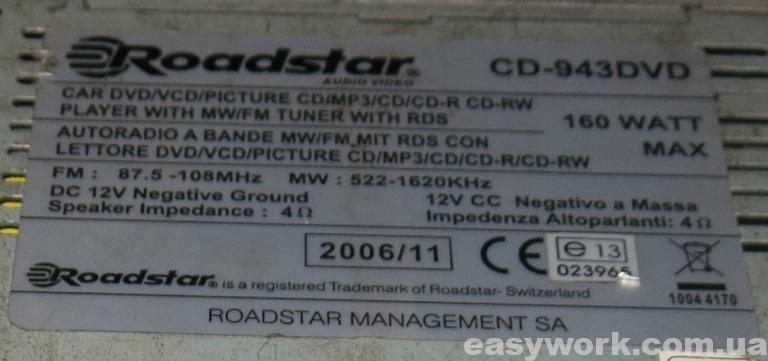 Roadstar
AUDIO VIDEO
CD-943DVD
CAR DVD/VCD/PICTURE CD/MP3/CD/CD-R CD-RW
PLAYER WITH MW/FM TUNER WITH RDS
AUTORADIO A BANDE MW/FM MIT RDS CON
LETTORE DVD/VCD/PICTURE CD/MP3/CD/CD-R/CD-RW
160 WATT
MAX
FM : 87.5 -108MHz MW : 522-1620KHz
DC 12V Negative Ground
Speaker Impedance : 4Ω
12V CC Negativo a Massa
Impedenza Altoparlanti: 4Ω
2006/11
CE
e 13
023965
1004 4170
Roadstar® is a registered Trademark of Roadstar- Switzerland
ROADSTAR MANAGEMENT SA
easywork.com.ua